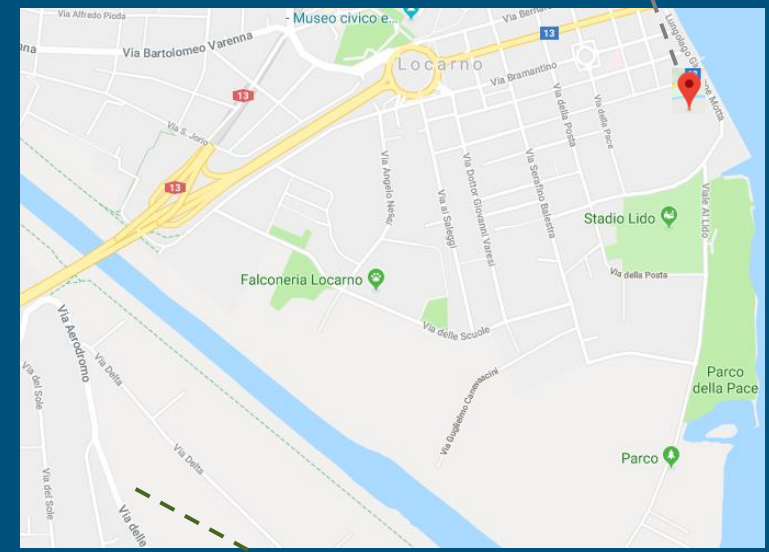 Via Alfredo Pioda
- Museo civico e...
Via Bartolomeo Varenna
13
Locarno
Via Bramantino
Lungolago
Motta
13
Via S. Jorio
13
Via della Posta
Via della Pace
Via Angelo
Via ai Saleggi
Via Dottor Giovanni Varesi
Via Serafino Balestra
Stadio Lido
Viale Al Lido
Falconeria Locarno
Via della Posta
Via delle Scuole
Via Aerodromo
Via Delta
Via del Sole
Via Guglielmo Canevascini
Parco
della Pace
Parco
Via Delta
Via del Sole
Via delle